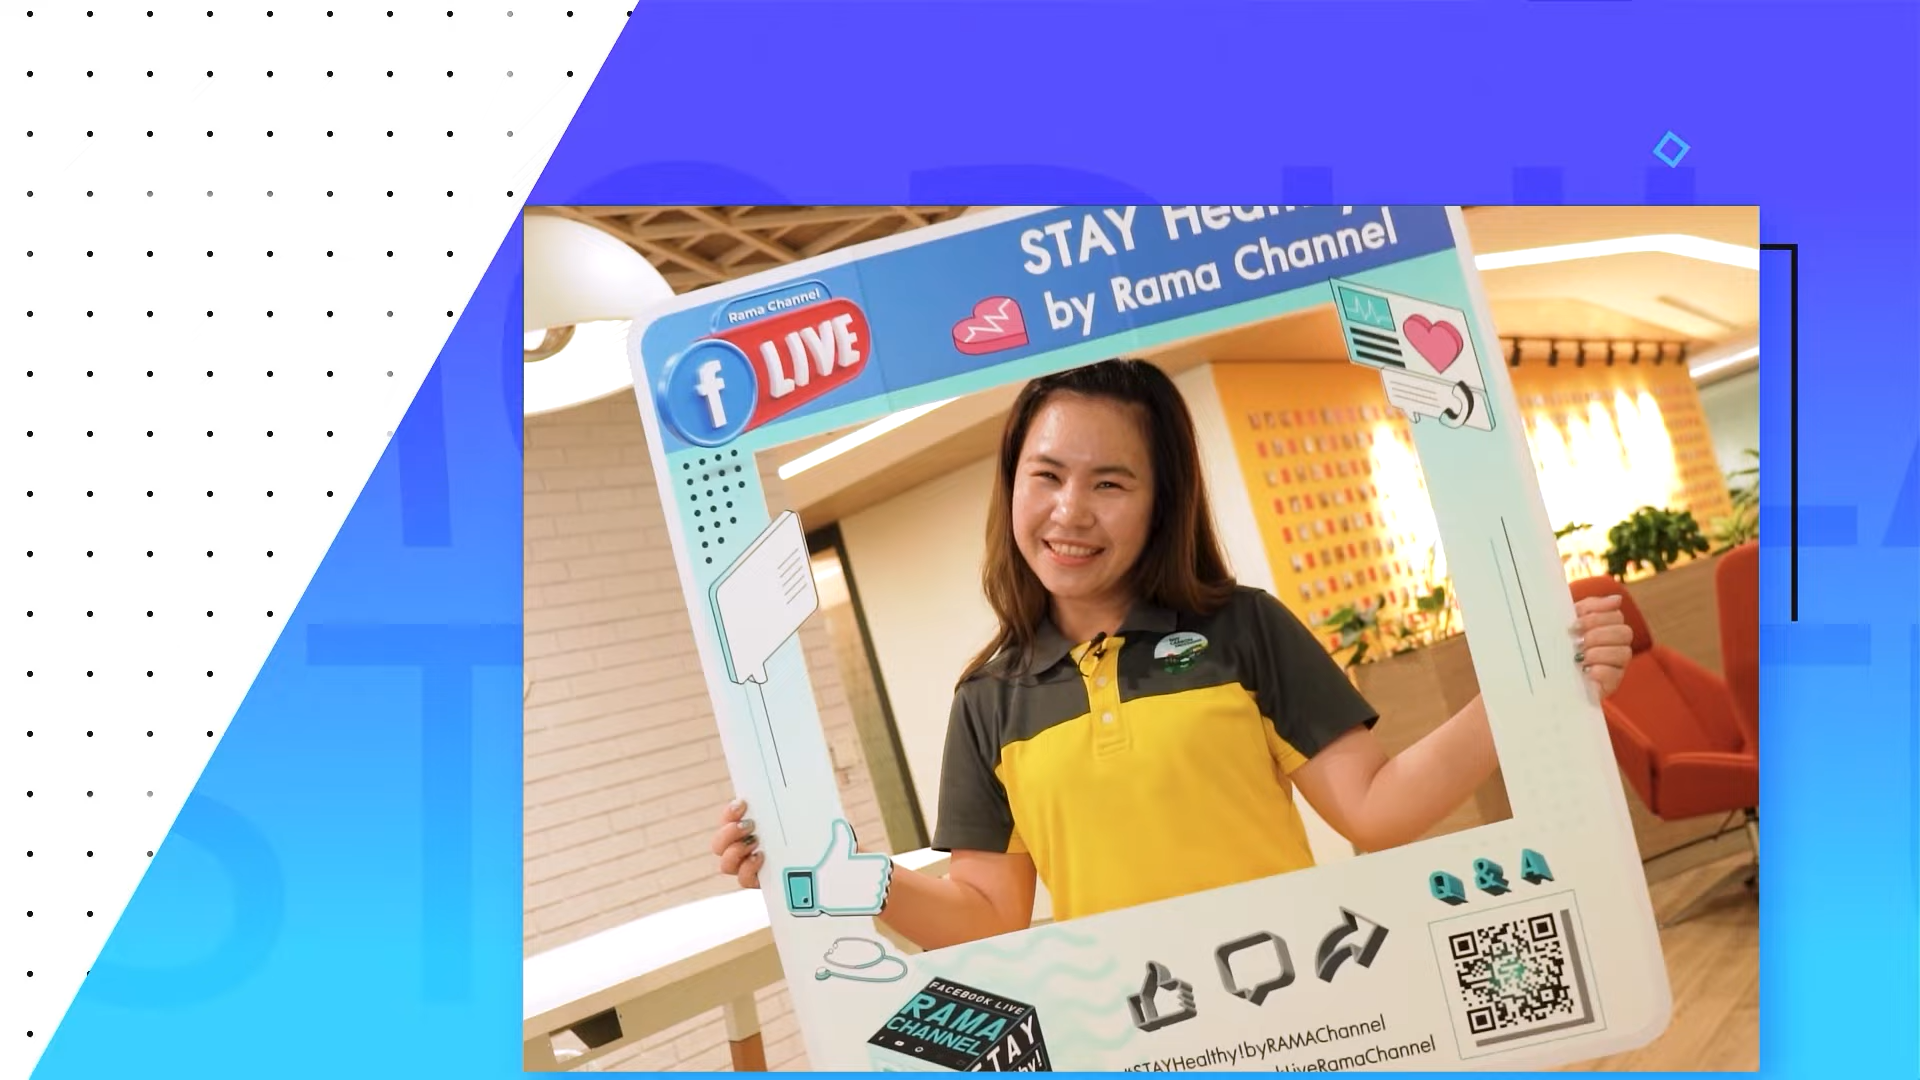 STAY Healthy
by Rama Channel
Rama Channel
f LIVE
Q & A
FACEBOOK LIVE
RAMA
CHANNEL
STAY
#STAYHealthy!byRAMAChannel
LiveRamaChannel